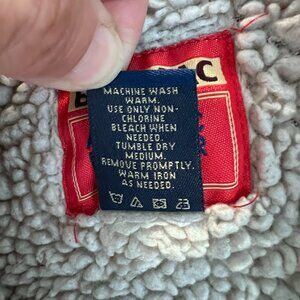 MACHINE WASH
WARM.
USE ONLY NON-
CHLORINE
BLEACH WHEN
NEEDED.
TUMBLE DRY
MEDIUM.
REMOVE PROMPTLY.
WARM IRON
AS NEEDED.